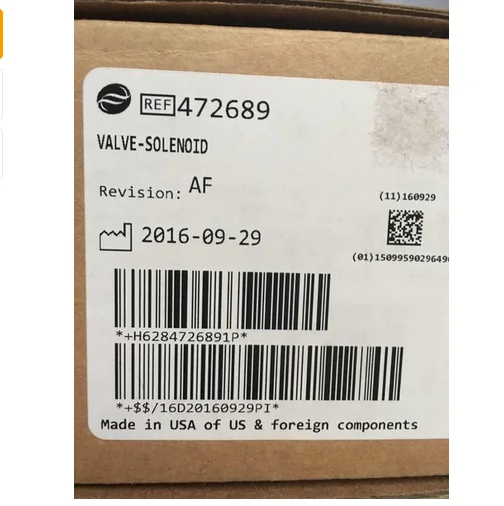 REF 472689
VALVE-SOLENOID
Revision: AF
(11)160929
2016-09-29
*+H6284726891P*
*+$$/16D20160929PI*
Made in USA of US & foreign components